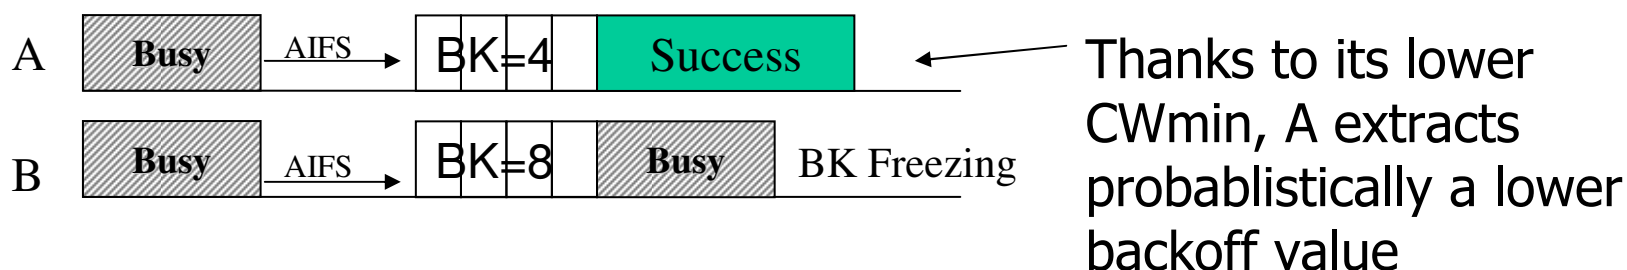 A Busy AIFS BK=4 Success
B Busy AIFS BK=8 Busy BK Freezing
Thanks to its lower
CWmin, A extracts
probablistically a lower
backoff value